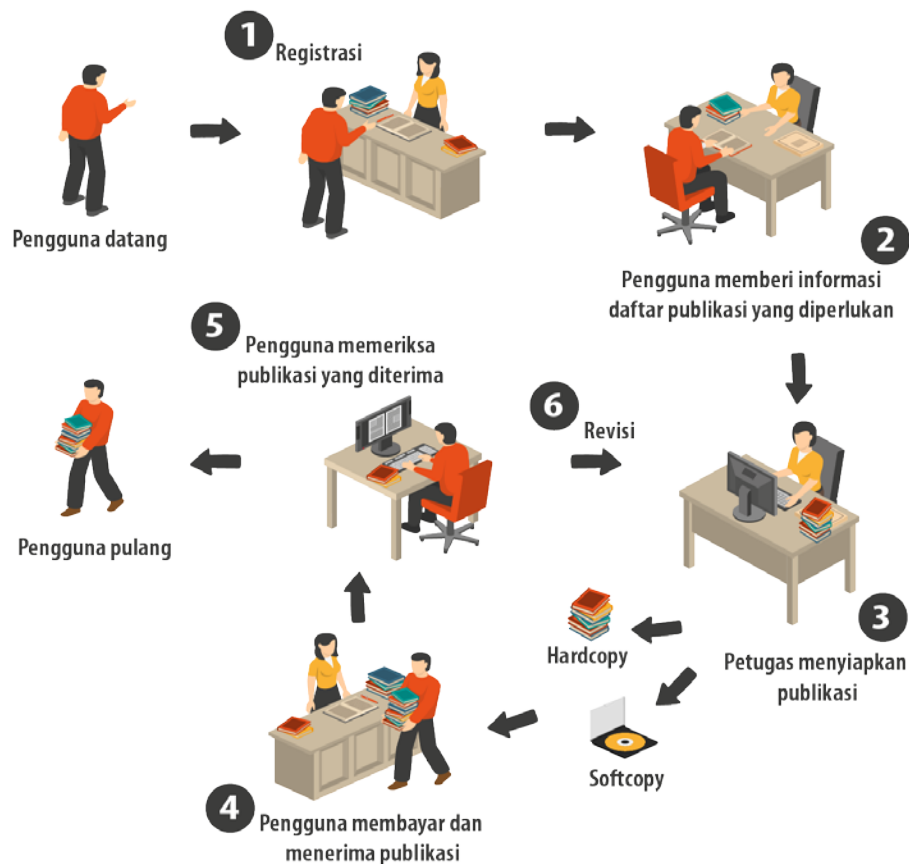 1
Registrasi
Pengguna datang
2
Pengguna memberi informasi
daftar publikasi yang diperlukan
5
Pengguna memeriksa
publikasi yang diterima
6
Revisi
Pengguna pulang
3
Petugas menyiapkan
publikasi
Hardcopy
Softcopy
4
Pengguna membayar dan
menerima publikasi